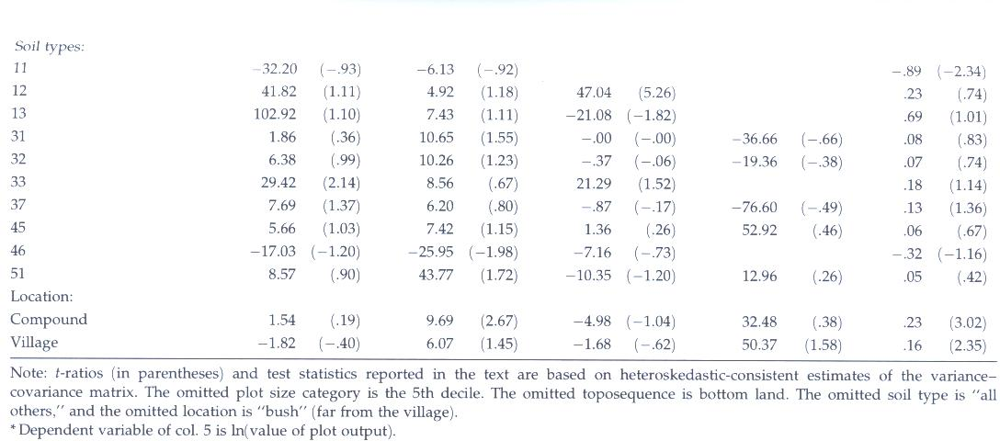 Soil types:
11 −32.20 (−.93) −6.13 (−.92) −.89 (−2.34)
12 41.82 (1.11) 4.92 (1.18) 47.04 (5.26) .23 (.74)
13 102.92 (1.10) 7.43 (1.11) −21.08 (−1.82) .69 (1.01)
31 1.86 (.36) 10.65 (1.55) −.00 (−.00) −36.66 (−.66) .08 (.83)
32 6.38 (.99) 10.26 (1.23) −.37 (−.06) −19.36 (−.38) .07 (.74)
33 29.42 (2.14) 8.56 (.67) 21.29 (1.52) .18 (1.14)
37 7.69 (1.37) 6.20 (.80) −.87 (−.17) −76.60 (−.49) .13 (1.36)
45 5.66 (1.03) 7.42 (1.15) 1.36 (.26) 52.92 (.46) .06 (.67)
46 −17.03 (−1.20) −25.95 (−1.98) −7.16 (−.73) −.32 (−1.16)
51 8.57 (.90) 43.77 (1.72) −10.35 (−1.20) 12.96 (.26) .05 (.42)
Location:
Compound 1.54 (.19) 9.69 (2.67) −4.98 (−1.04) 32.48 (.38) .23 (3.02)
Village −1.82 (−.40) 6.07 (1.45) −1.68 (−.62) 50.37 (1.58) .16 (2.35)
Note: t-ratios (in parentheses) and test statistics reported in the text are based on heteroskedastic-consistent estimates of the variance–
covariance matrix. The omitted plot size category is the 5th decile. The omitted toposequence is bottom land. The omitted soil type is ‘‘all
others,’’ and the omitted location is ‘‘bush’’ (far from the village).
* Dependent variable of col. 5 is ln(value of plot output).